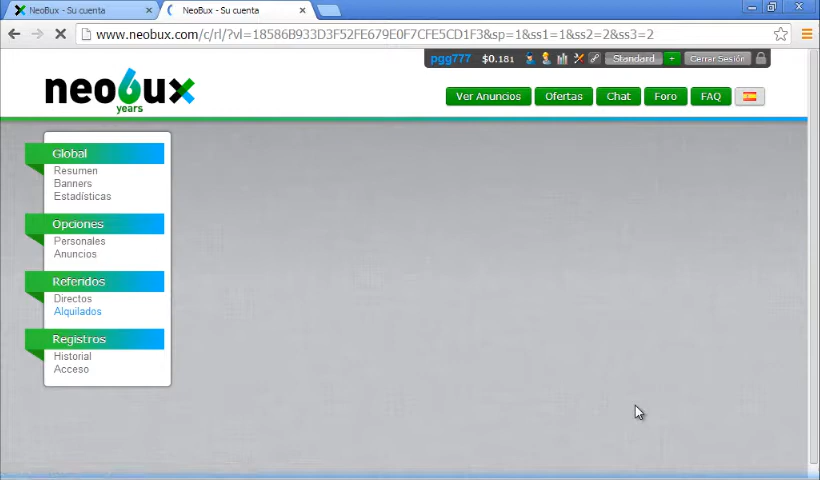 NeoBux - Su cuenta
NeoBux - Su cuenta
www.neobux.com/c/rl/?vl=18586B933D3F52FE679E0F7CFE5CD1F3&sp=1&ss1=1&ss2=2&ss3=2
pgg777 $0.181 Standard + Cerrar Sesión
neobux
years
Ver Anuncios Ofertas Chat Foro FAQ
Global
Resumen
Banners
Estadísticas
Opciones
Personales
Anuncios
Referidos
Directos
Alquilados
Registros
Historial
Acceso